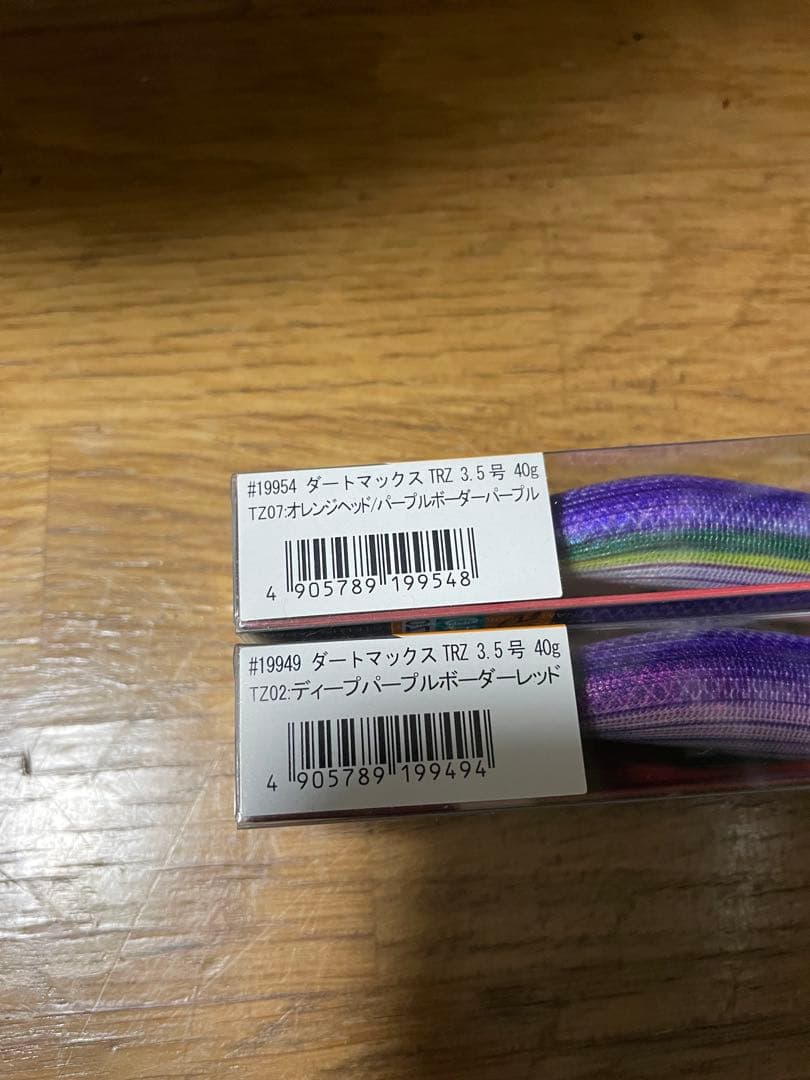 #19954 ダートマックス TRZ 3.5号 40g
TZ07:オレンジヘッド/パープルボーダーパープル
4 905789 199548
#19949 ダートマックス TRZ 3.5号 40g
TZ02:ディープパープルボーダーレッド
4 905789 199494